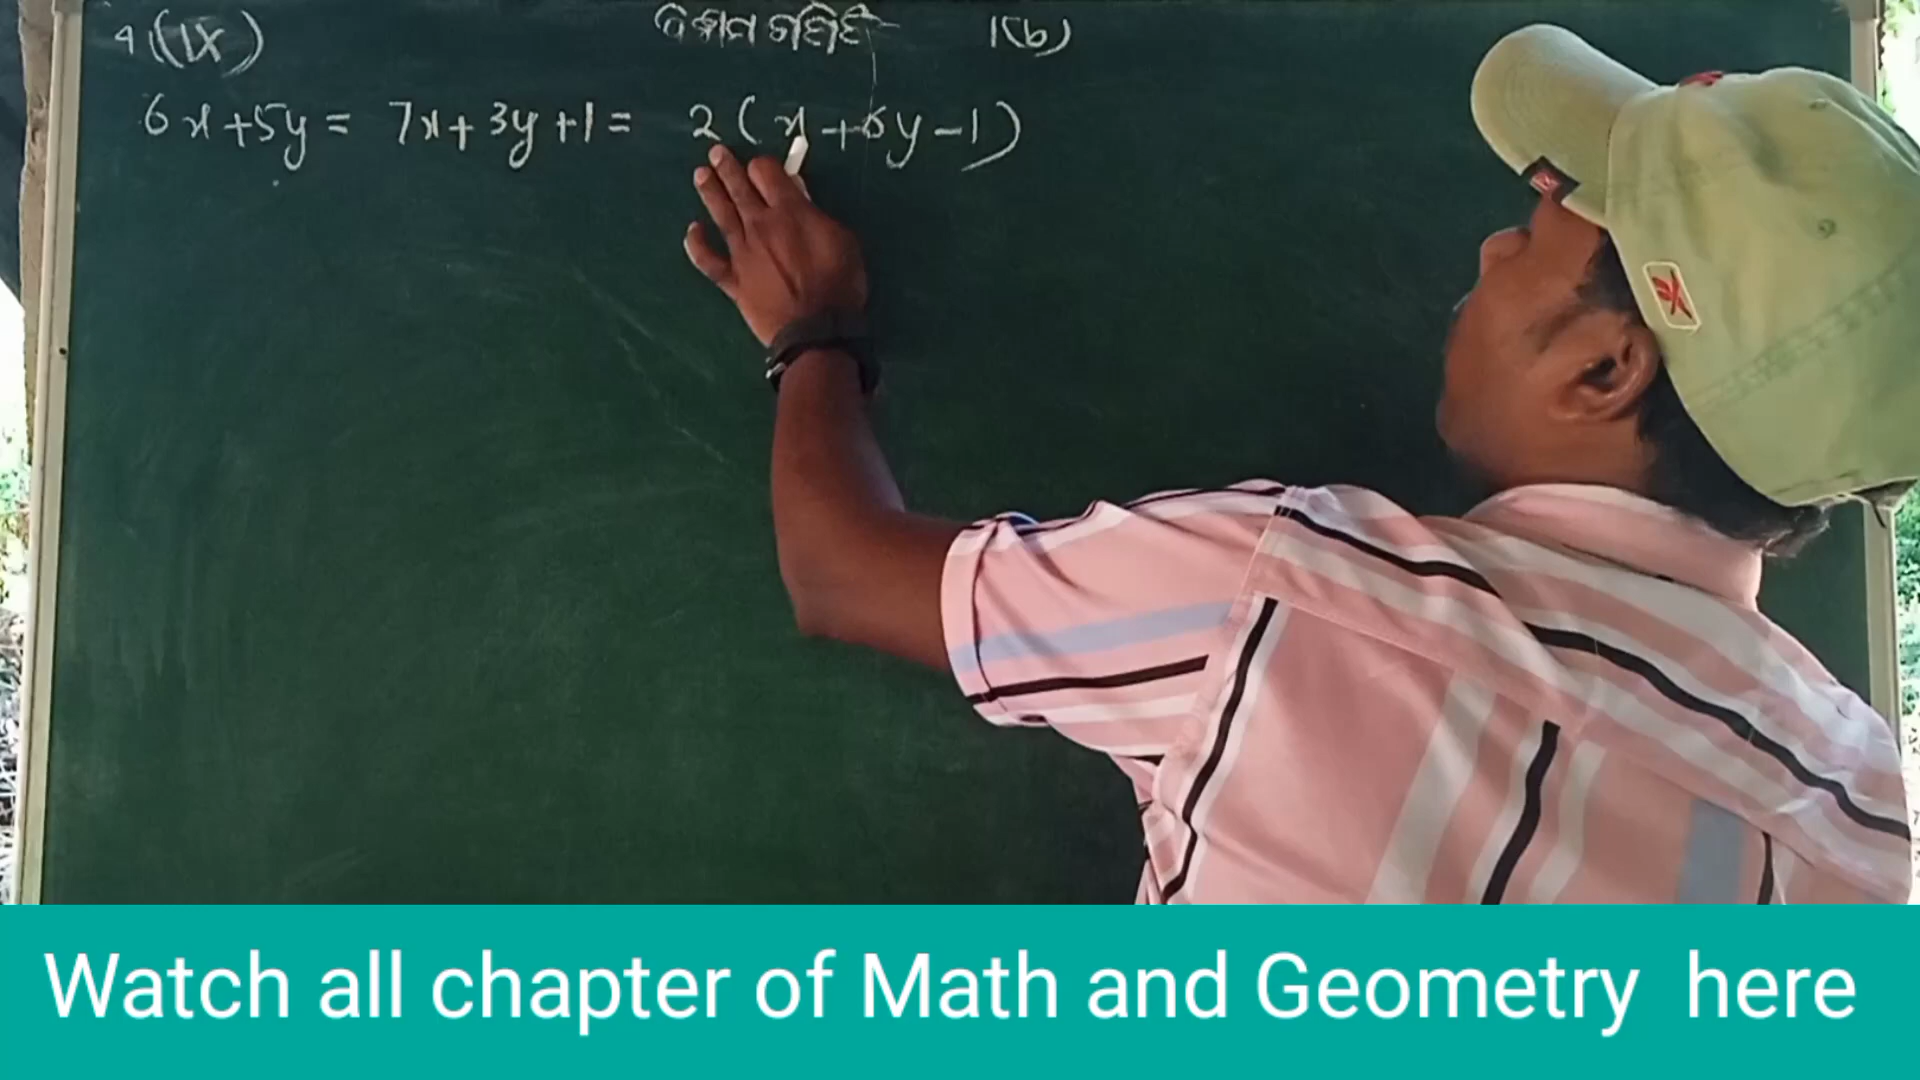 4 (IX) ବିକାଶ ଗଣିତ 1(b)
6x+5y = 7x+3y+1 = 2(x+6y-1)
Watch all chapter of Math and Geometry here